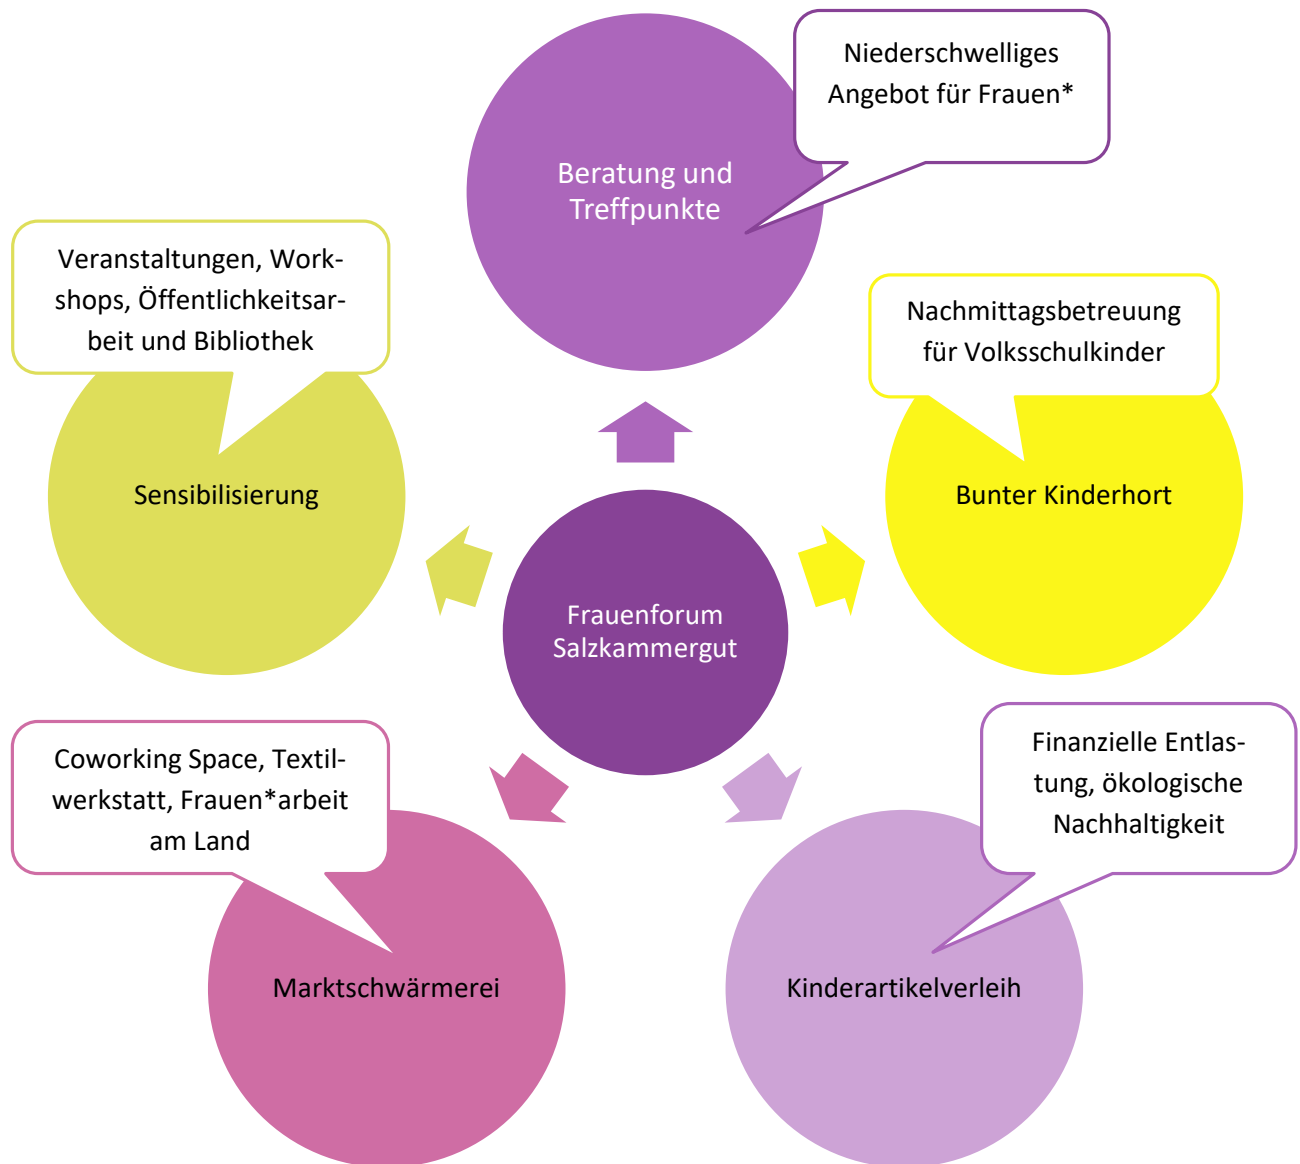 Niederschwelliges
Angebot für Frauen*
Beratung und
Treffpunkte
Veranstaltungen, Work-
shops, Öffentlichkeitsar-
beit und Bibliothek
Sensibilisierung
Nachmittagsbetreuung
für Volksschulkinder
Bunter Kinderhort
Frauenforum
Salzkammergut
Coworking Space, Textil-
werkstatt, Frauen*arbeit
am Land
Marktschwärmerei
Finanzielle Entlas-
tung, ökologische
Nachhaltigkeit
Kinderartikelverleih